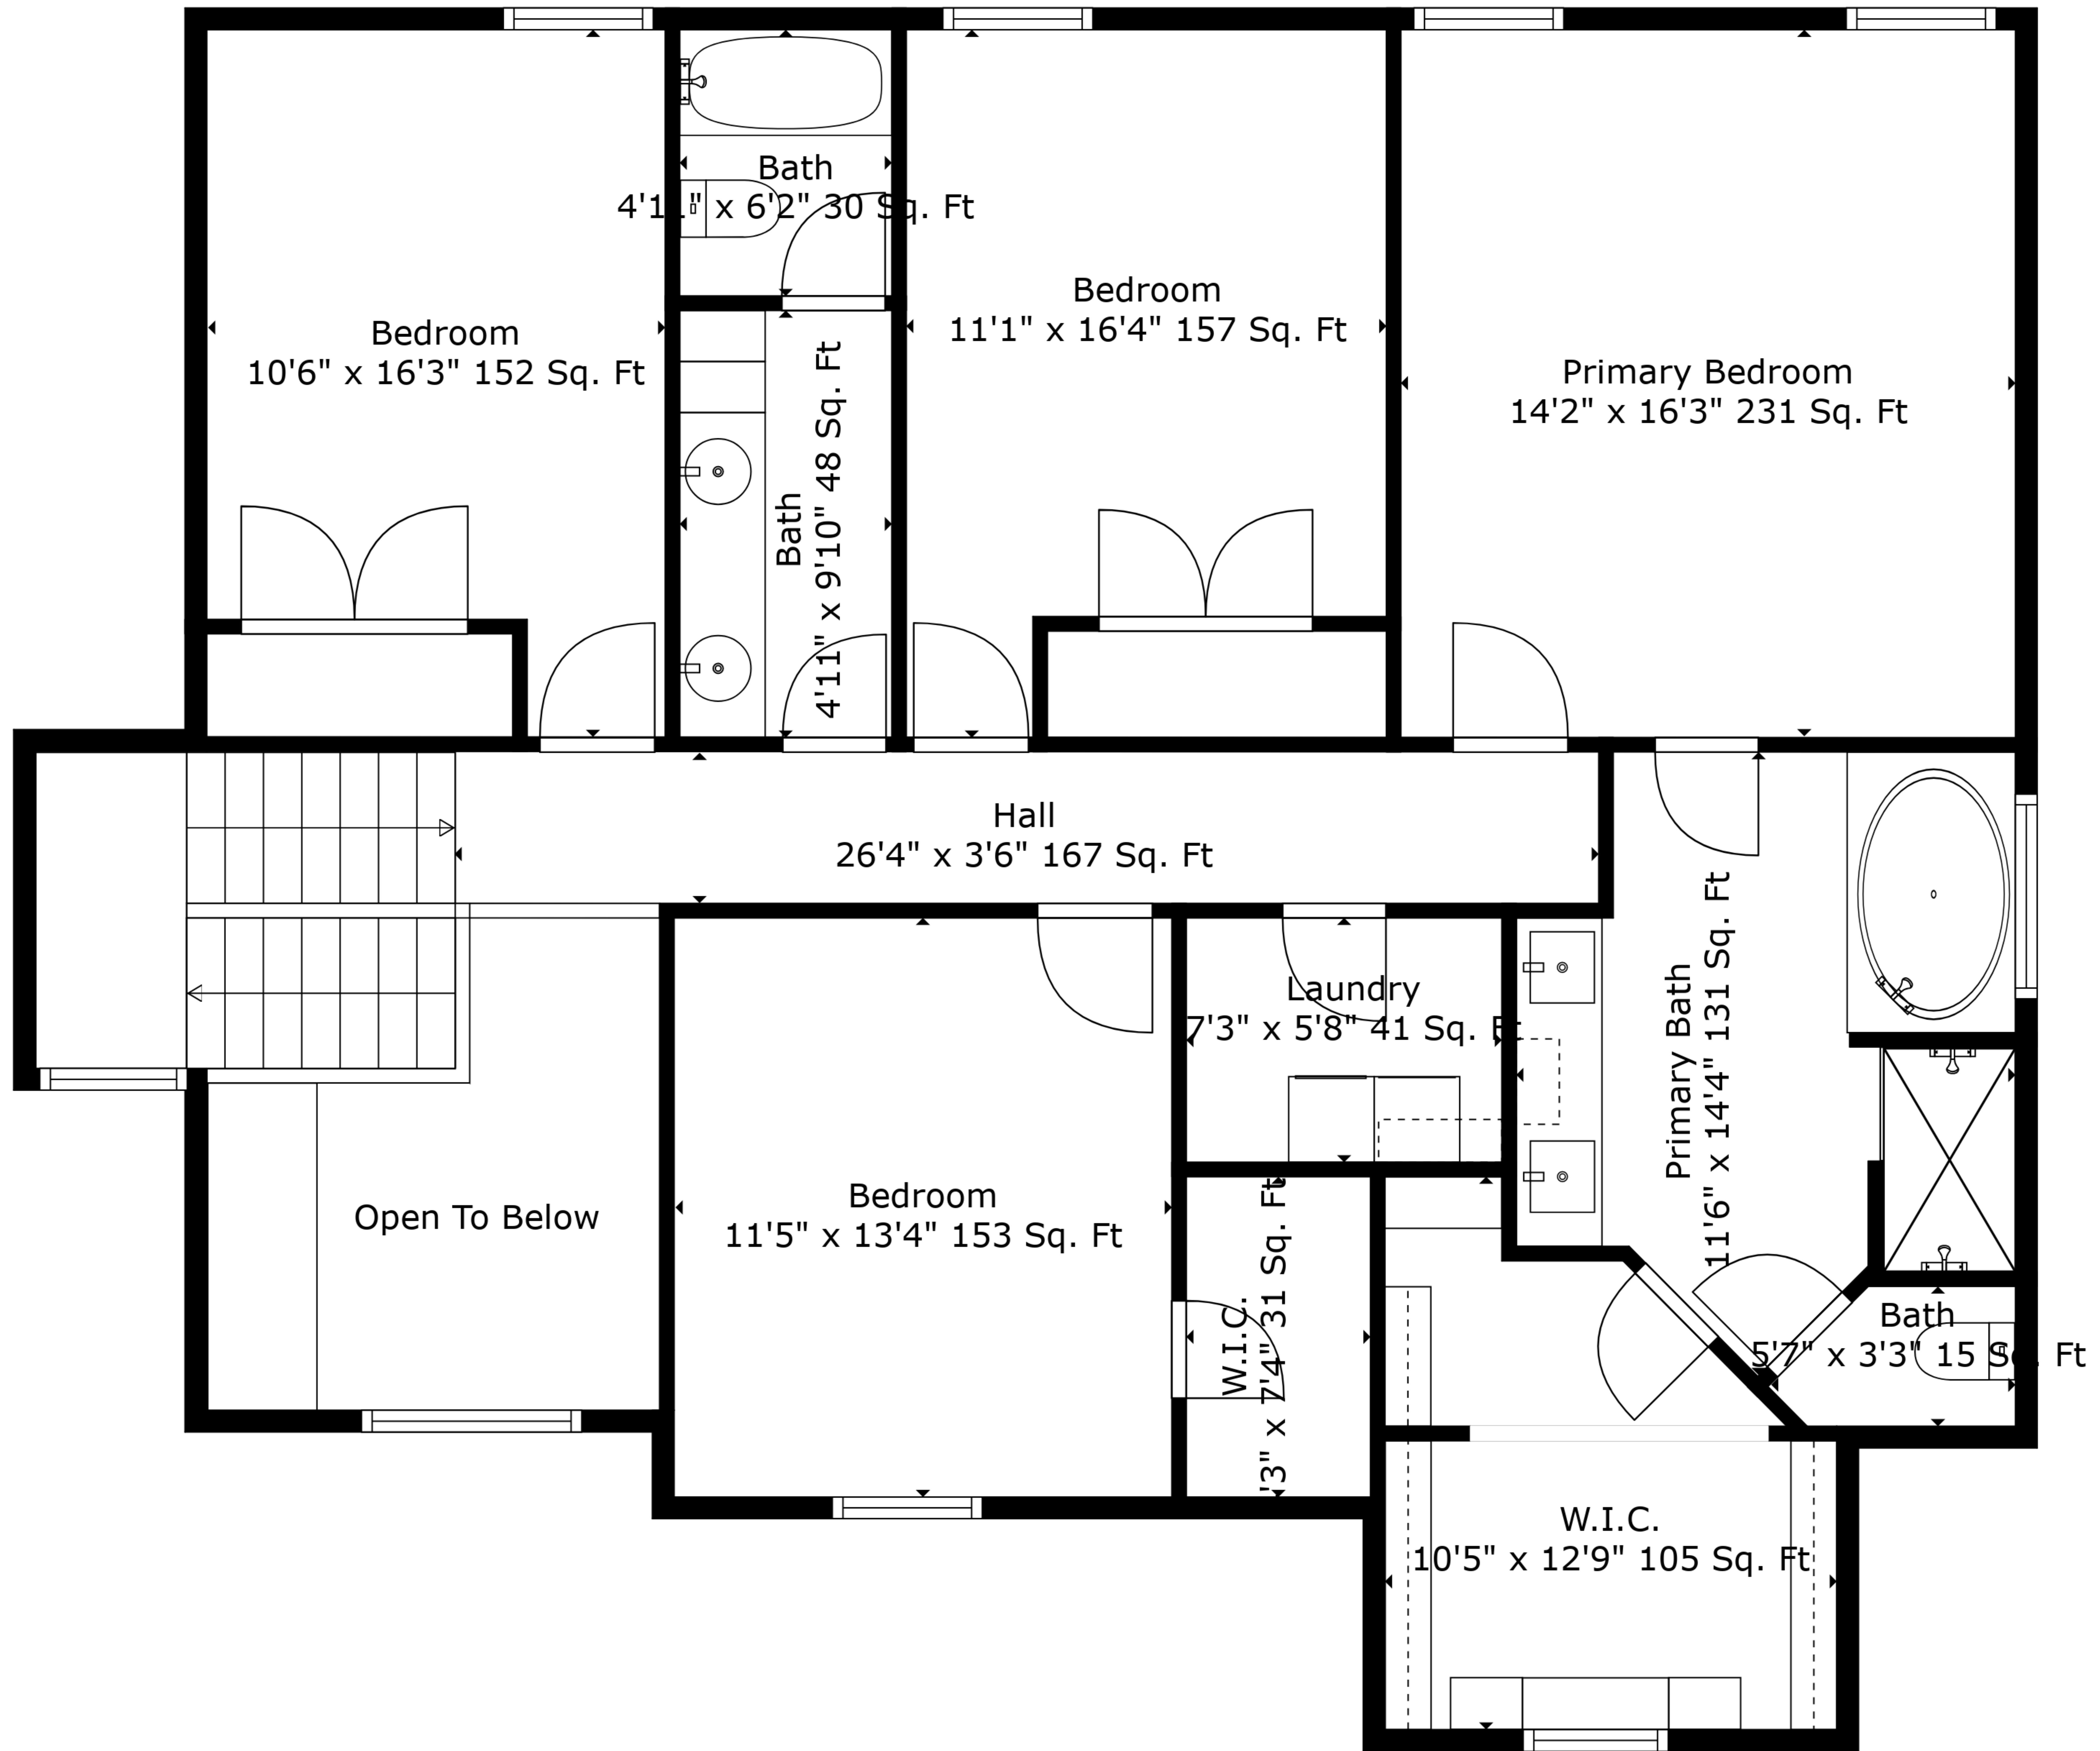 Bath
4'11" x 6'2" 30 Sq. Ft
Bedroom
11'1" x 16'4" 157 Sq. Ft
Bedroom
10'6" x 16'3" 152 Sq. Ft
Primary Bedroom
14'2" x 16'3" 231 Sq. Ft
Bath
4'11" x 9'10" 48 Sq. Ft
Hall
26'4" x 3'6" 167 Sq. Ft
Laundry
7'3" x 5'8" 41 Sq. Ft
Primary Bath
11'6" x 14'4" 131 Sq. Ft
Open To Below
Bedroom
11'5" x 13'4" 153 Sq. Ft
W.I.C.
'3" x 7'4" 31 Sq. Ft
Bath
5'7" x 3'3" 15 Sq. Ft
W.I.C.
10'5" x 12'9" 105 Sq. Ft